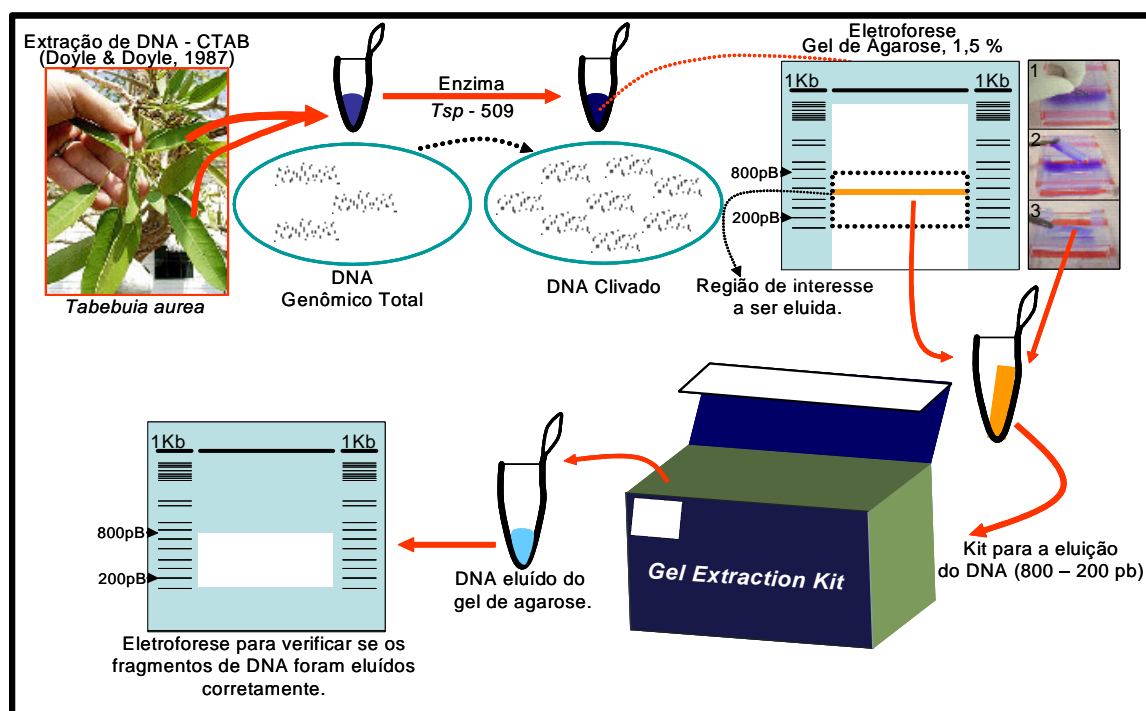 Extração de DNA - CTAB
(Doyle & Doyle, 1987)
Tabebuia aurea
Enzima
Tsp - 509
DNA
Genômico Total
DNA Clivado
Eletroforese
Gel de Agarose, 1,5 %
1Kb
1Kb
800pB
200pB
1
2
3
Região de interesse
a ser eluida.
Kit para a eluição
do DNA (800 – 200 pb)
Gel Extraction Kit
DNA eluído do
gel de agarose.
1Kb
1Kb
800pB
200pB
Eletroforese para verificar se os
fragmentos de DNA foram eluídos
corretamente.